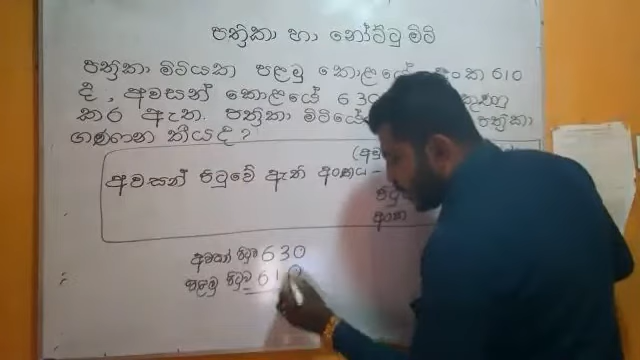 පත්‍රිකා හා නෝට්ටු මිටි
පත්‍රිකා මිටියක පළමු කොළයේ අංක 610
ද, අවසන් කොළයේ 630
කර ඇත. පත්‍රිකා මිටියේ පත්‍රිකා
ගණන කීයද?
අවසන් පිටුවේ ඇති අංකය -
අංක
අවසන් පිටුව 630
පළමු පිටුව 610